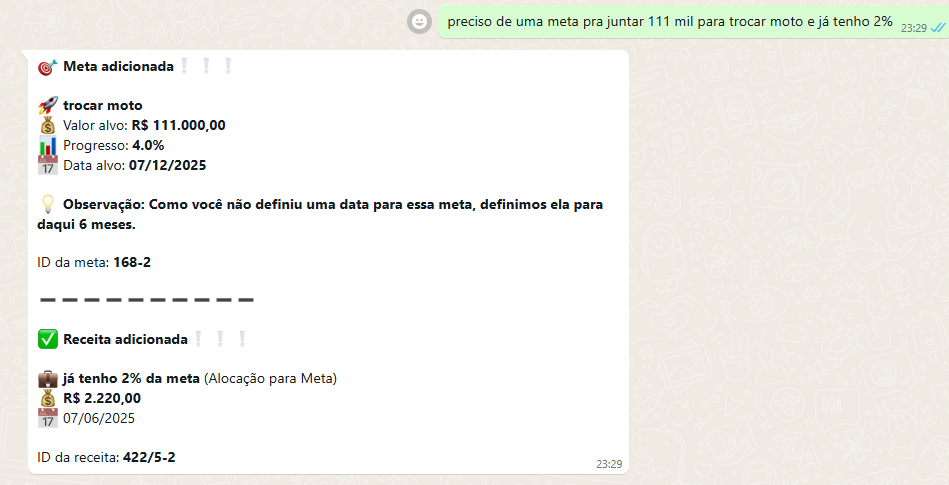 preciso de uma meta pra juntar 111 mil para trocar moto e já tenho 2% 23:29
🎯 Meta adicionada❕❕❕
🚀 trocar moto
💰 Valor alvo: R$ 111.000,00
📊 Progresso: 4.0%
📅 Data alvo: 07/12/2025
💡 Observação: Como você não definiu uma data para essa meta, definimos ela para
daqui 6 meses.
ID da meta: 168-2
➖➖➖➖➖➖➖➖➖➖
✅ Receita adicionada❕❕❕
💼 já tenho 2% da meta (Alocação para Meta)
💰 R$ 2.220,00
📅 07/06/2025
ID da receita: 422/5-2
23:29